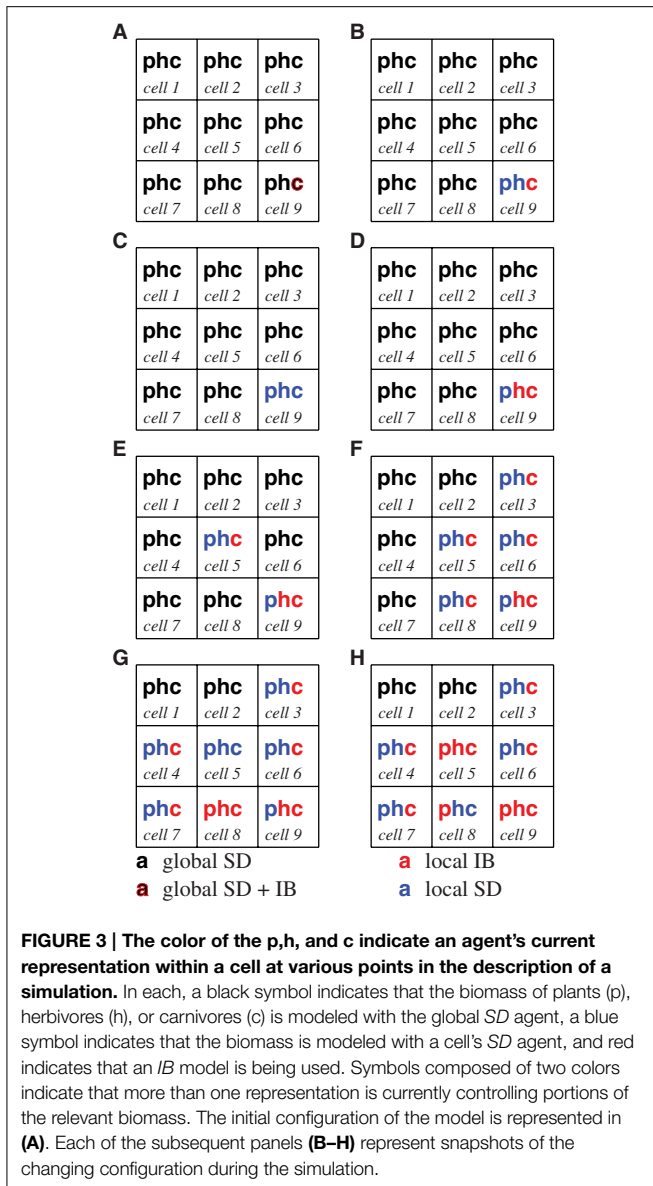 A B
phc phc phc phc phc phc
cell 1 cell 2 cell 3 cell 1 cell 2 cell 3
phc phc phc phc phc phc
cell 4 cell 5 cell 6 cell 4 cell 5 cell 6
phc phc phc phc phc phc
cell 7 cell 8 cell 9 cell 7 cell 8 cell 9
C D
phc phc phc phc phc phc
cell 1 cell 2 cell 3 cell 1 cell 2 cell 3
phc phc phc phc phc phc
cell 4 cell 5 cell 6 cell 4 cell 5 cell 6
phc phc phc phc phc phc
cell 7 cell 8 cell 9 cell 7 cell 8 cell 9
E F
phc phc phc phc phc phc
cell 1 cell 2 cell 3 cell 1 cell 2 cell 3
phc phc phc phc phc phc
cell 4 cell 5 cell 6 cell 4 cell 5 cell 6
phc phc phc phc phc phc
cell 7 cell 8 cell 9 cell 7 cell 8 cell 9
G H
phc phc phc phc phc phc
cell 1 cell 2 cell 3 cell 1 cell 2 cell 3
phc phc phc phc phc phc
cell 4 cell 5 cell 6 cell 4 cell 5 cell 6
phc phc phc phc phc phc
cell 7 cell 8 cell 9 cell 7 cell 8 cell 9
a global SD a local IB
a global SD + IB a local SD
FIGURE 3 | The color of the p,h, and c indicate an agent's current
representation within a cell at various points in the description of a
simulation. In each, a black symbol indicates that the biomass of plants (p),
herbivores (h), or carnivores (c) is modeled with the global SD agent, a blue
symbol indicates that the biomass is modeled with a cell's SD agent, and red
indicates that an IB model is being used. Symbols composed of two colors
indicate that more than one representation is currently controlling portions of
the relevant biomass. The initial configuration of the model is represented in
(A). Each of the subsequent panels (B–H) represent snapshots of the
changing configuration during the simulation.